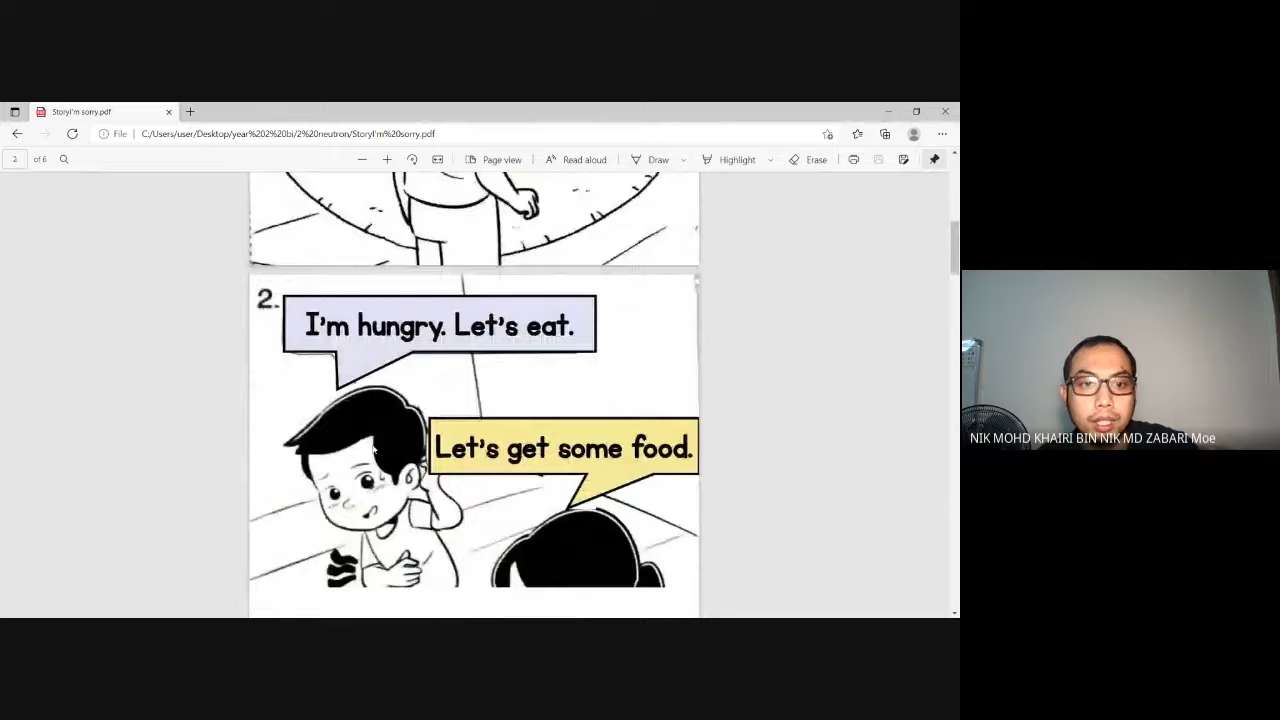 StoryI'm sorry.pdf
File
C:/Users/user/Desktop/year%202%20bi/2%20neutron/StoryI'm%20sorry.pdf
2 of 6
Page view
Read aloud
Draw
Highlight
Erase
2.
I'm hungry. Let's eat.
Let's get some food.
NIK MOHD KHAIRI BIN NIK MD ZABARI Moe